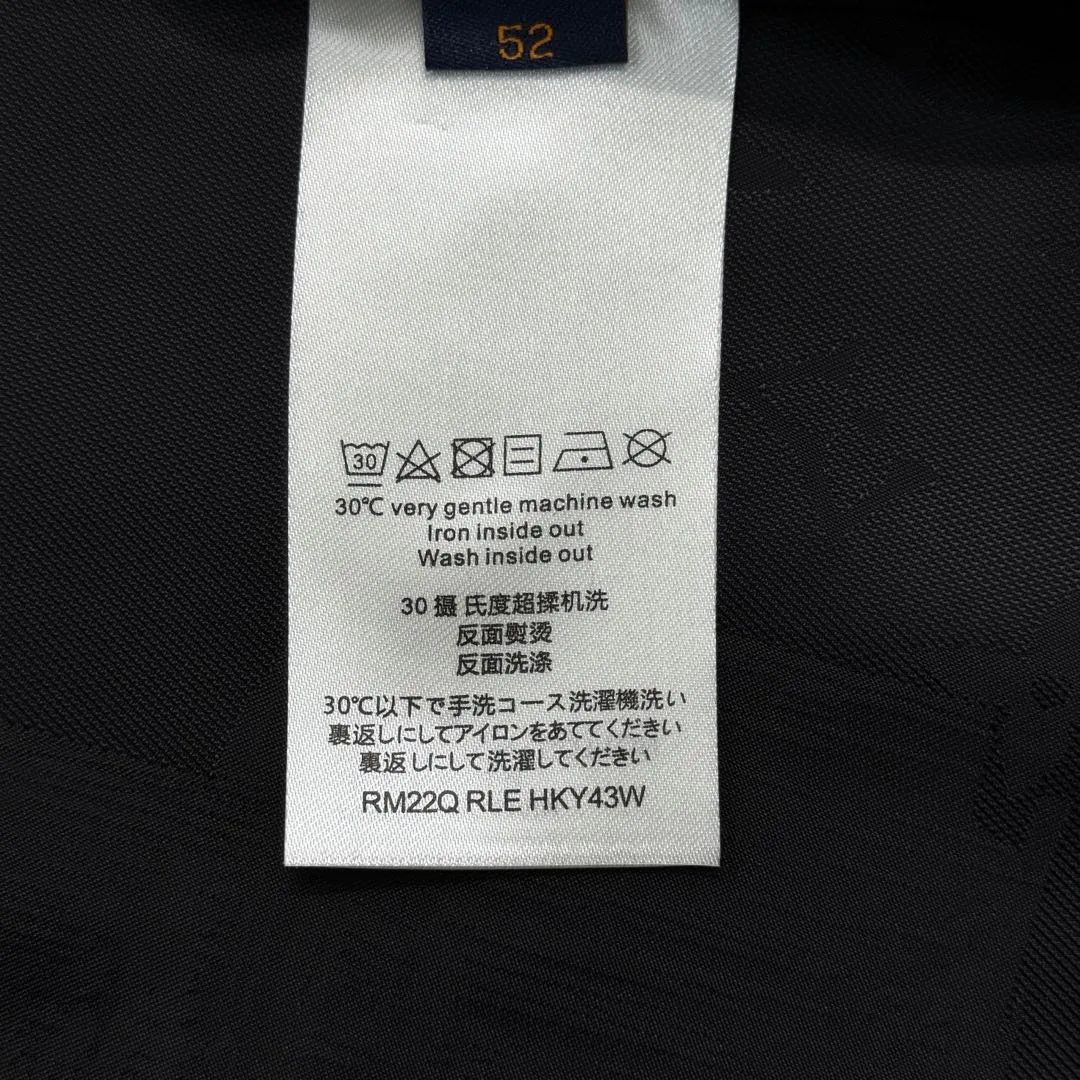 52
30
30℃ very gentle machine wash
Iron inside out
Wash inside out
30 摄 氏度超揉机洗
反面熨烫
反面洗涤
30℃以下で手洗コース洗濯機洗い
裏返しにしてアイロンをあててください
裏返しにして洗濯してください
RM22Q RLE HKY43W